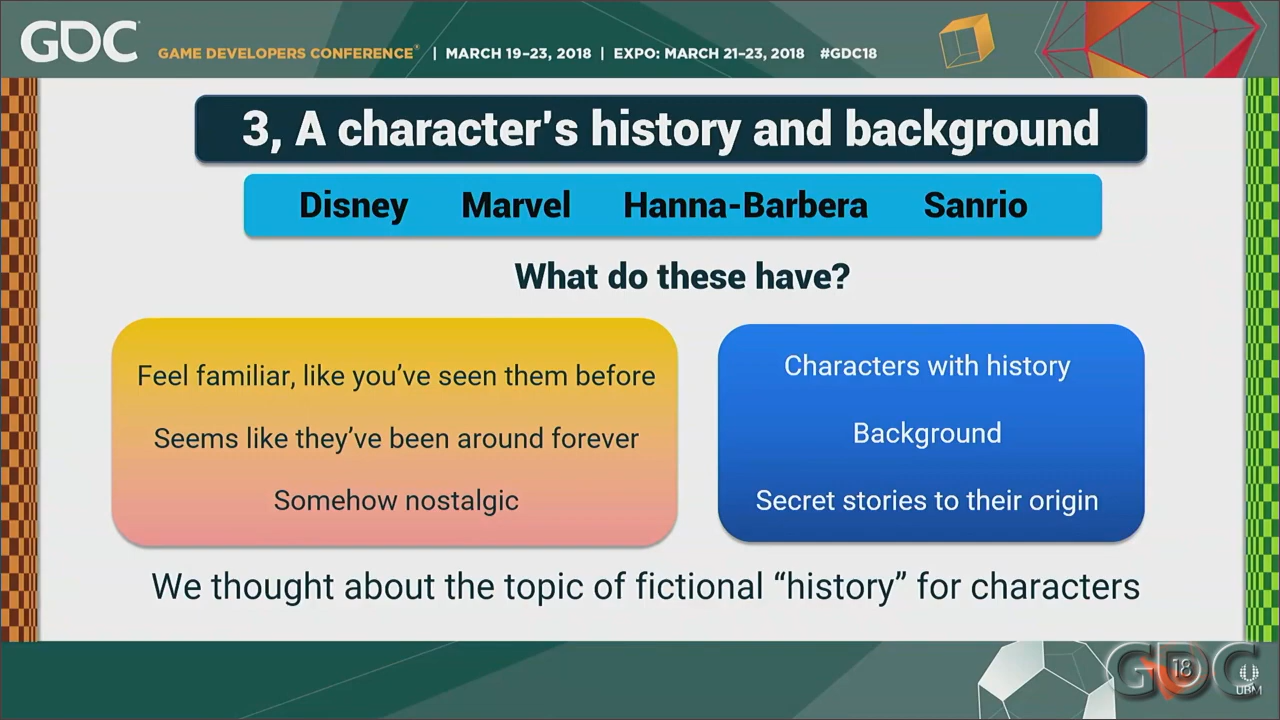 GDC GAME DEVELOPERS CONFERENCE® | MARCH 19–23, 2018 | EXPO: MARCH 21–23, 2018 #GDC18
3, A character's history and background
Disney Marvel Hanna-Barbera Sanrio
What do these have?
Feel familiar, like you've seen them before
Seems like they've been around forever
Somehow nostalgic
Characters with history
Background
Secret stories to their origin
We thought about the topic of fictional “history” for characters
GDC 18
UBM